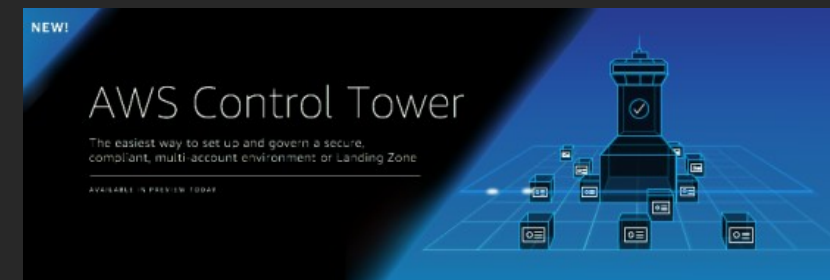 NEW!
AWS Control Tower
The easiest way to set up and govern a secure,
compliant, multi-account environment or Landing Zone
AVAILABLE IN PREVIEW TODAY